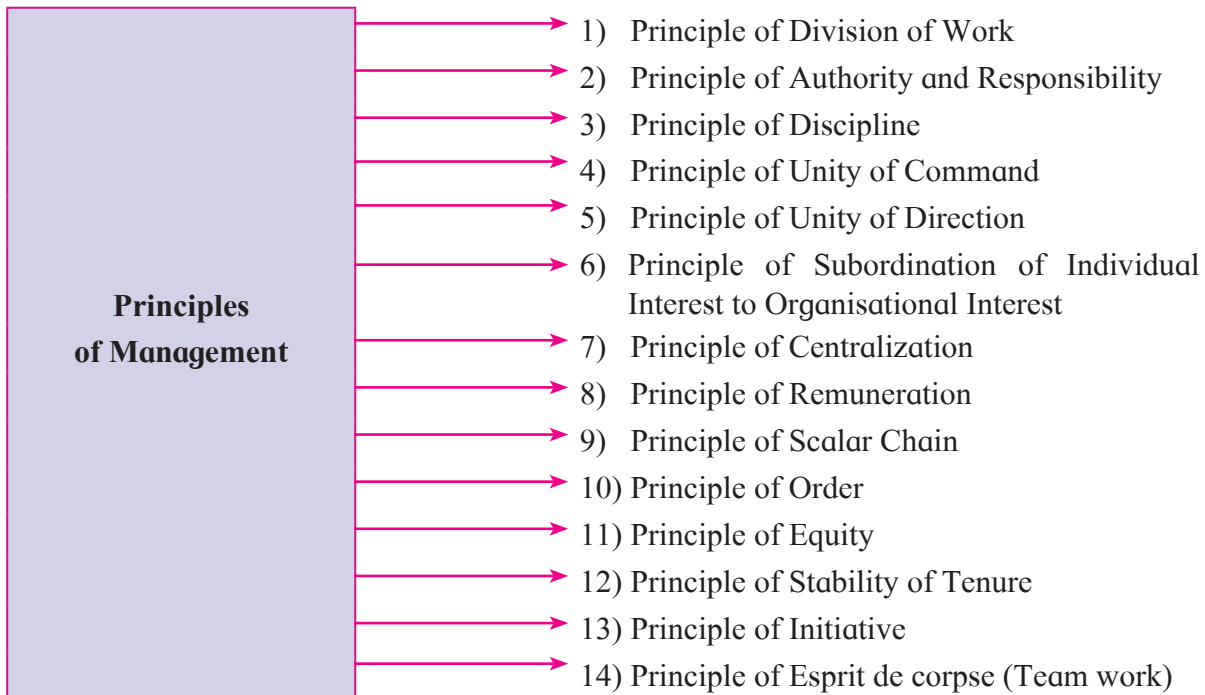 Principles
of Management
1) Principle of Division of Work
2) Principle of Authority and Responsibility
3) Principle of Discipline
4) Principle of Unity of Command
5) Principle of Unity of Direction
6) Principle of Subordination of Individual
Interest to Organisational Interest
7) Principle of Centralization
8) Principle of Remuneration
9) Principle of Scalar Chain
10) Principle of Order
11) Principle of Equity
12) Principle of Stability of Tenure
13) Principle of Initiative
14) Principle of Esprit de corpse (Team work)